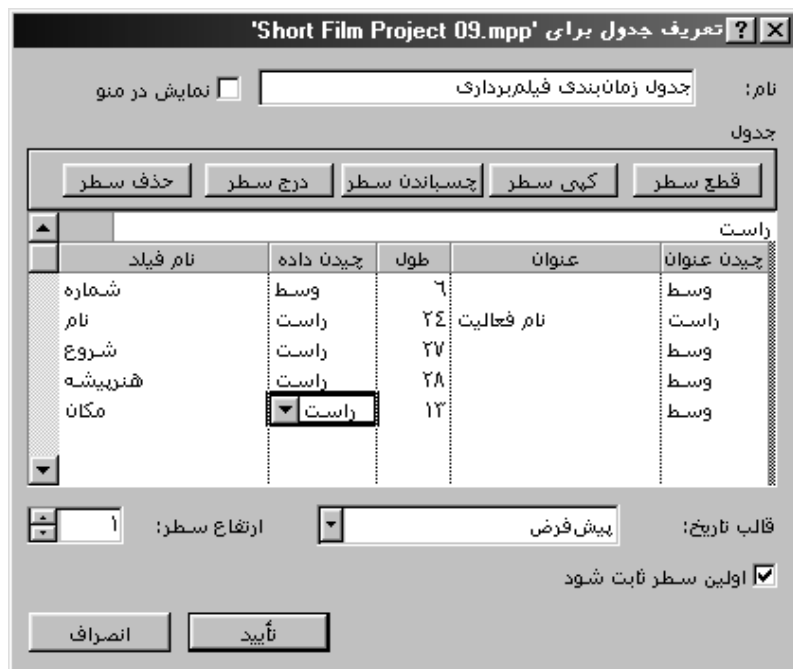 تعریف جدول برای 'Short Film Project 09.mpp'
نام: جدول زمان‌بندی فیلم‌برداری نمایش در منو
جدول
قطع سطر کپی سطر چسباندن سطر درج سطر حذف سطر
راست
نام فیلد چیدن داده طول عنوان چیدن عنوان
شماره وسط ٦ وسط
نام راست ٢٤ نام فعالیت راست
شروع راست ٢٧ وسط
هنرپیشه راست ٢٨ وسط
مکان راست ١٣ وسط
قالب تاریخ: پیش‌فرض ارتفاع سطر: ١
اولین سطر ثابت شود
تأیید انصراف